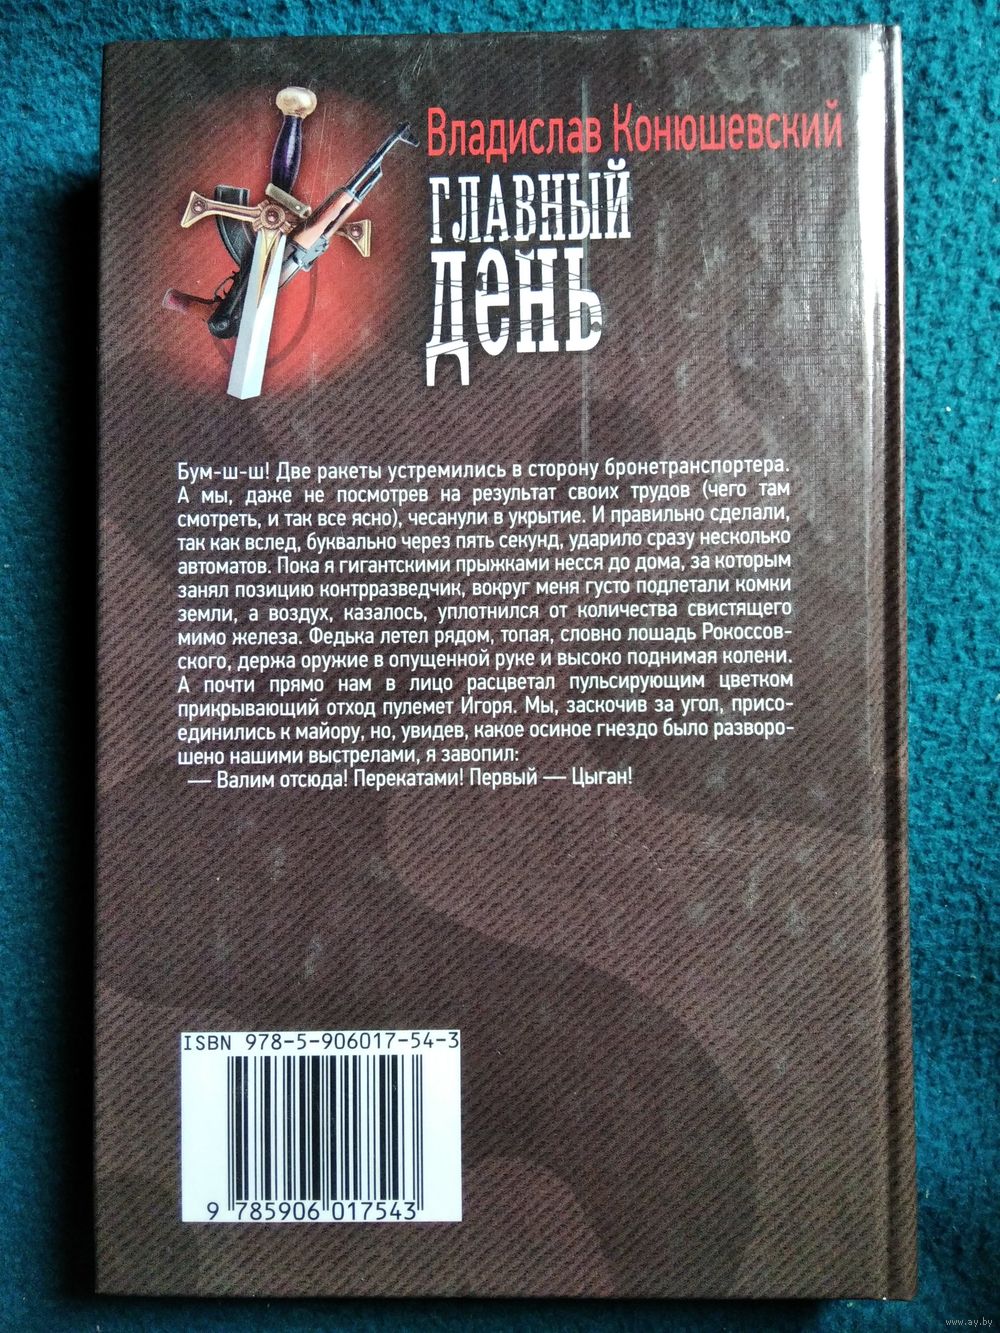 Владислав Конюшевский
ГЛАВНЫЙ
ДЕНЬ
Бум-ш-ш! Две ракеты устремились в сторону бронетранспортера.
А мы, даже не посмотрев на результат своих трудов (чего там
смотреть, и так все ясно), чесанули в укрытие. И правильно сделали,
так как вслед, буквально через пять секунд, ударило сразу несколько
автоматов. Пока я гигантскими прыжками несся до дома, за которым
занял позицию контрразведчик, вокруг меня густо подлетали комки
земли, а воздух, казалось, уплотнился от количества свистящего
мимо железа. Федька летел рядом, топая, словно лошадь Рокоссов-
ского, держа оружие в опущенной руке и высоко поднимая колени.
А почти прямо нам в лицо расцветал пульсирующим цветком
прикрывающий отход пулемет Игоря. Мы, заскочив за угол, присо-
единились к майору, но, увидев, какое осиное гнездо было разворо-
шено нашими выстрелами, я завопил:
— Валим отсюда! Перекатами! Первый — Цыган!
ISBN 978-5-906017-54-3
9 785906 017543
www.ay.by